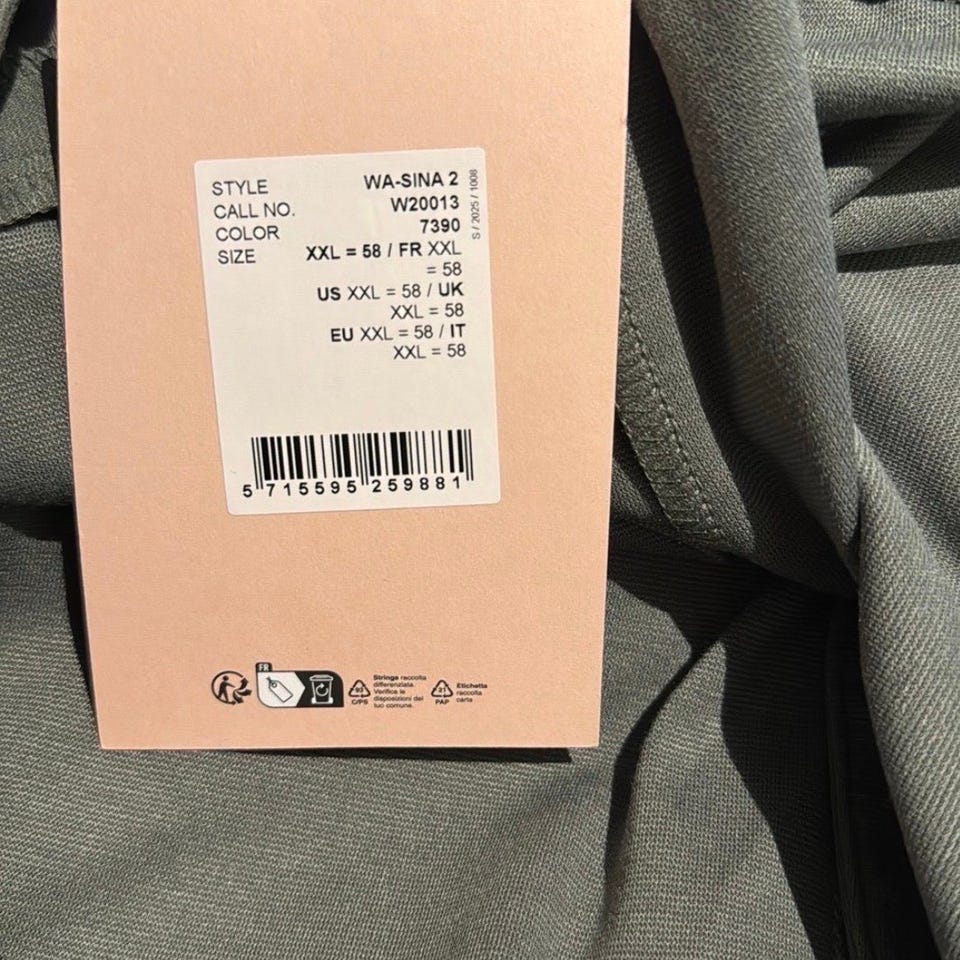 STYLE WA-SINA 2
CALL NO. W20013
COLOR 7390
SIZE XXL = 58 / FR XXL
= 58
US XXL = 58 / UK
XXL = 58
EU XXL = 58 / IT
XXL = 58
S / 2025 / 1008
5 715595 259881
FR
93
C/PS
Stringa raccolta
differenziata.
Verifica le
disposizioni del
tuo comune.
21
PAP
Etichetta
raccolta
carta